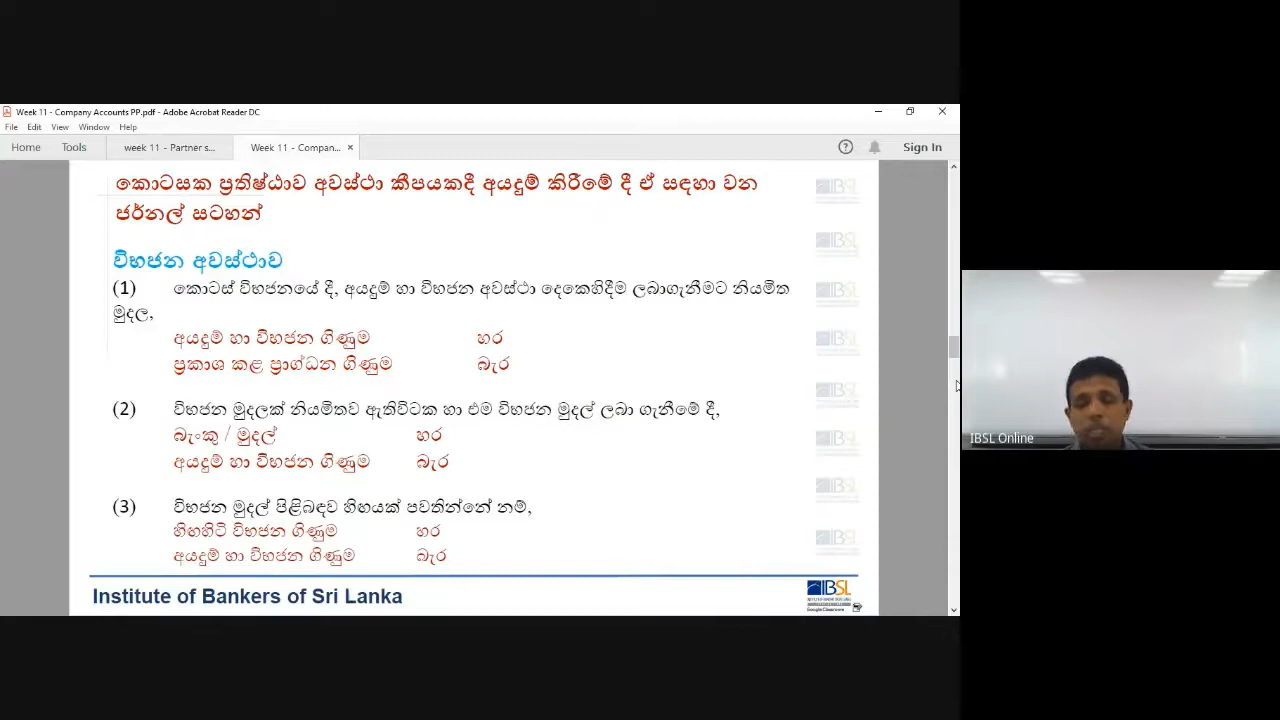 Week 11 - Company Accounts PP.pdf - Adobe Acrobat Reader DC
File Edit View Window Help
Home Tools week 11 - Partner s... Week 11 - Compan... × Sign In
කොටසක ප්‍රතිෂ්ඨාව අවස්ථා කීපයකදී අයදුම් කිරීමේ දී ඒ සඳහා වන
ජර්නල් සටහන්
විභජන අවස්ථාව
(1) කොටස් විභජනයේ දී, අයදුම් හා විභජන අවස්ථා දෙකෙහිදීම ලබාගැනීමට නියමිත
මුදල,
අයදුම් හා විභජන ගිණුම හර
ප්‍රකාශ කළ ප්‍රාග්ධන ගිණුම බැර
(2) විභජන මුදලක් නියමිතව ඇතිවිටක හා එම විභජන මුදල් ලබා ගැනීමේ දී,
බැංකු / මුදල් හර
අයදුම් හා විභජන ගිණුම බැර
(3) විභජන මුදල් පිළිබඳව හිඟයක් පවතින්නේ නම්,
හිඟහිටි විභජන ගිණුම හර
අයදුම් හා විභජන ගිණුම බැර
Institute of Bankers of Sri Lanka
IBSL
IBSL Online